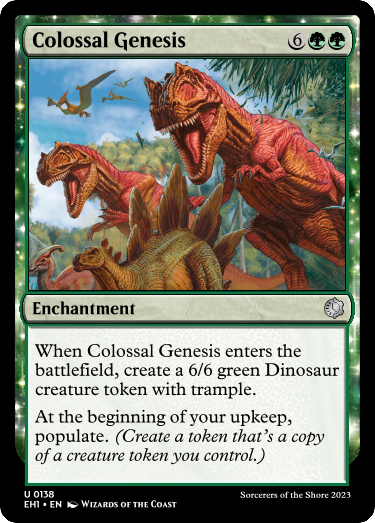 Colossal Genesis 6
Enchantment
When Colossal Genesis enters the
battlefield, create a 6/6 green Dinosaur
creature token with trample.
At the beginning of your upkeep,
populate. (Create a token that's a copy
of a creature token you control.)
U 0138
EH1 • EN Wizards of the Coast Sorcerers of the Shore 2023